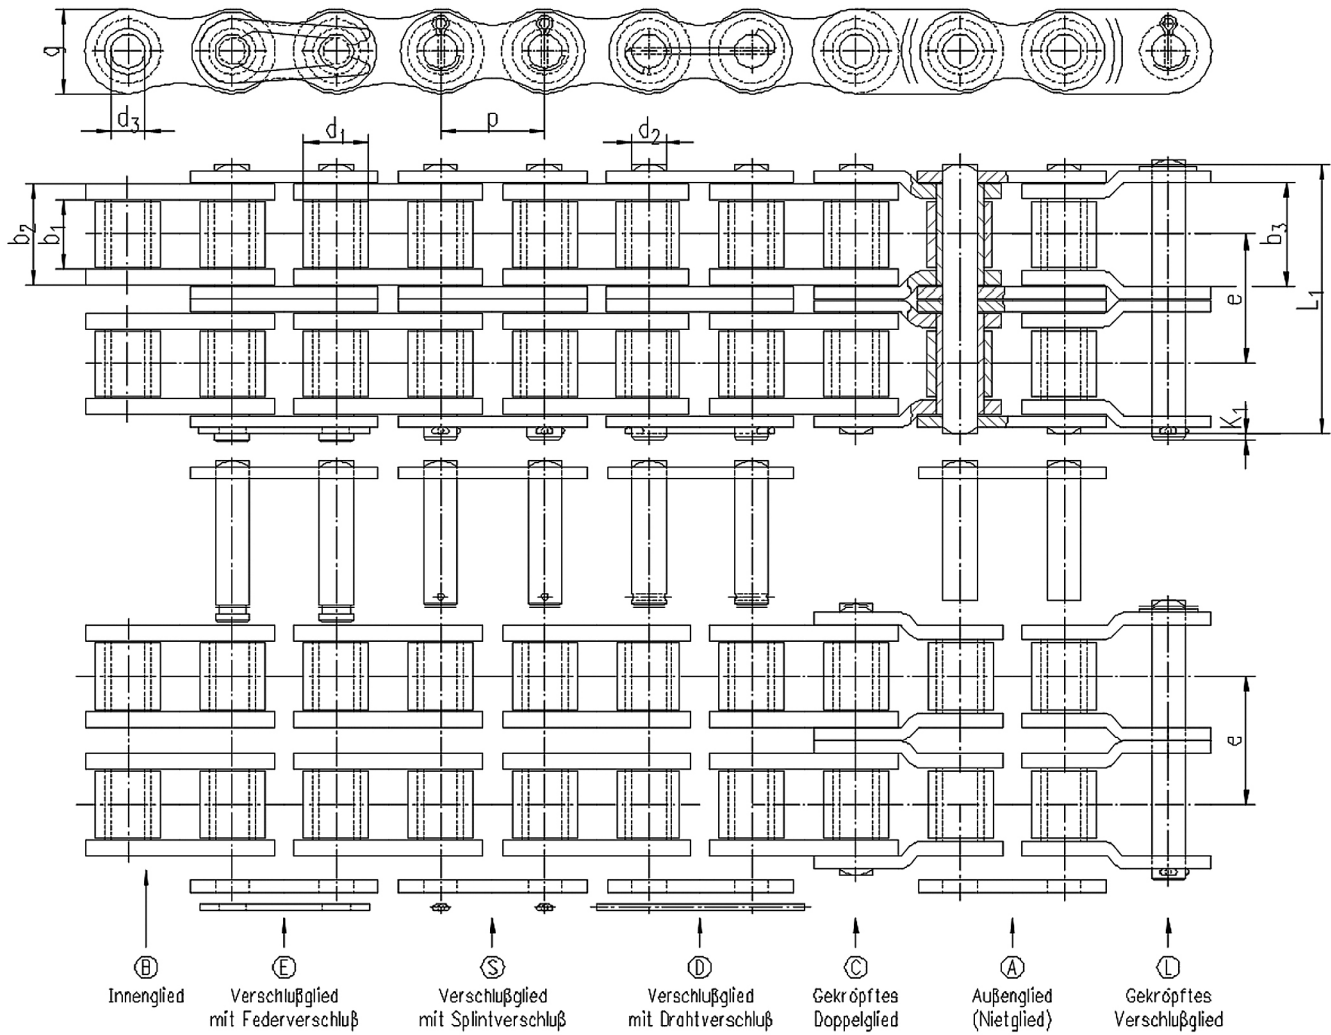 g
d3
d1
p
d2
b2
b1
b3
e
L1
K1
e
B
Innenglied
E
Verschlußglied
mit Federverschluß
S
Verschlußglied
mit Splintverschluß
D
Verschlußglied
mit Drahtverschluß
C
Gekröpftes
Doppelglied
A
Außenglied
(Nietglied)
L
Gekröpftes
Verschlußglied